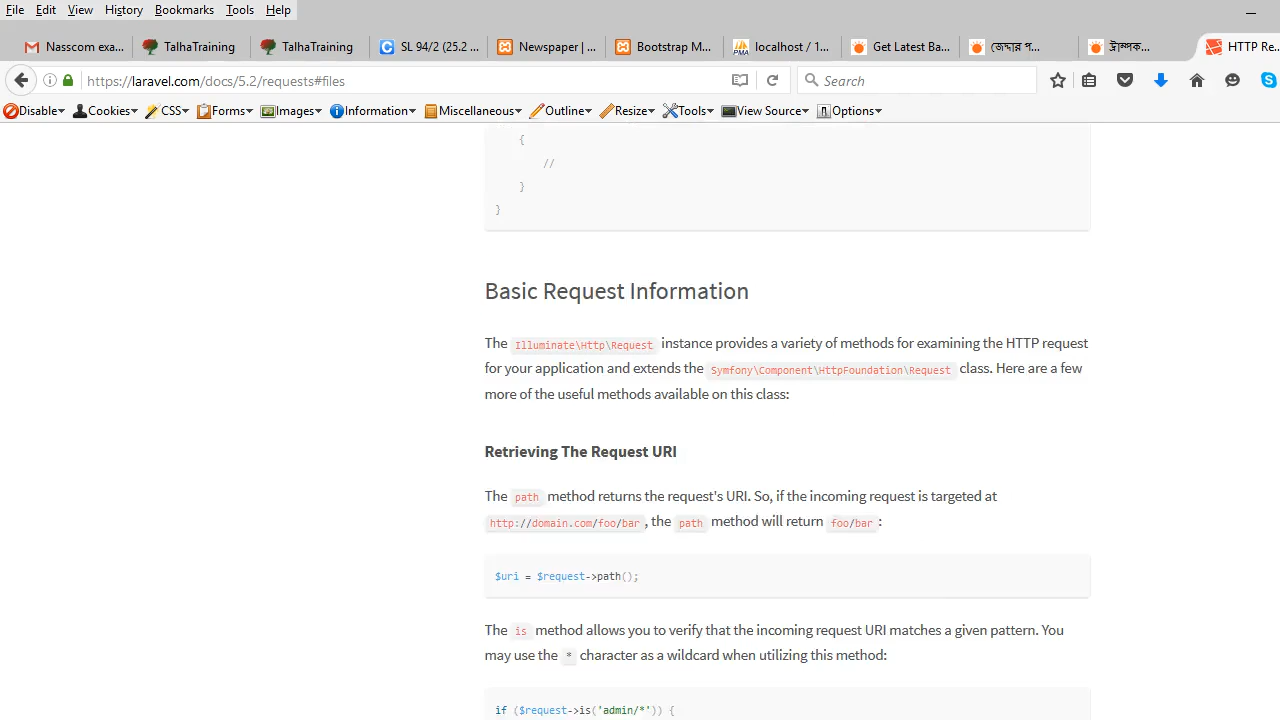 File Edit View History Bookmarks Tools Help
Nasscom exa... TalhaTraining TalhaTraining SL 94/2 (25.2 ... Newspaper | ... Bootstrap M... localhost / 1... Get Latest Ba... জেদ্দার প... ট্রাম্পক... HTTP Re...
https://laravel.com/docs/5.2/requests#files Search
Disable Cookies CSS Forms Images Information Miscellaneous Outline Resize Tools View Source Options
{
//
}
}
Basic Request Information
The Illuminate\Http\Request instance provides a variety of methods for examining the HTTP request
for your application and extends the Symfony\Component\HttpFoundation\Request class. Here are a few
more of the useful methods available on this class:
Retrieving The Request URI
The path method returns the request's URI. So, if the incoming request is targeted at
http://domain.com/foo/bar, the path method will return foo/bar:
$uri = $request->path();
The is method allows you to verify that the incoming request URI matches a given pattern. You
may use the * character as a wildcard when utilizing this method:
if ($request->is('admin/*')) {